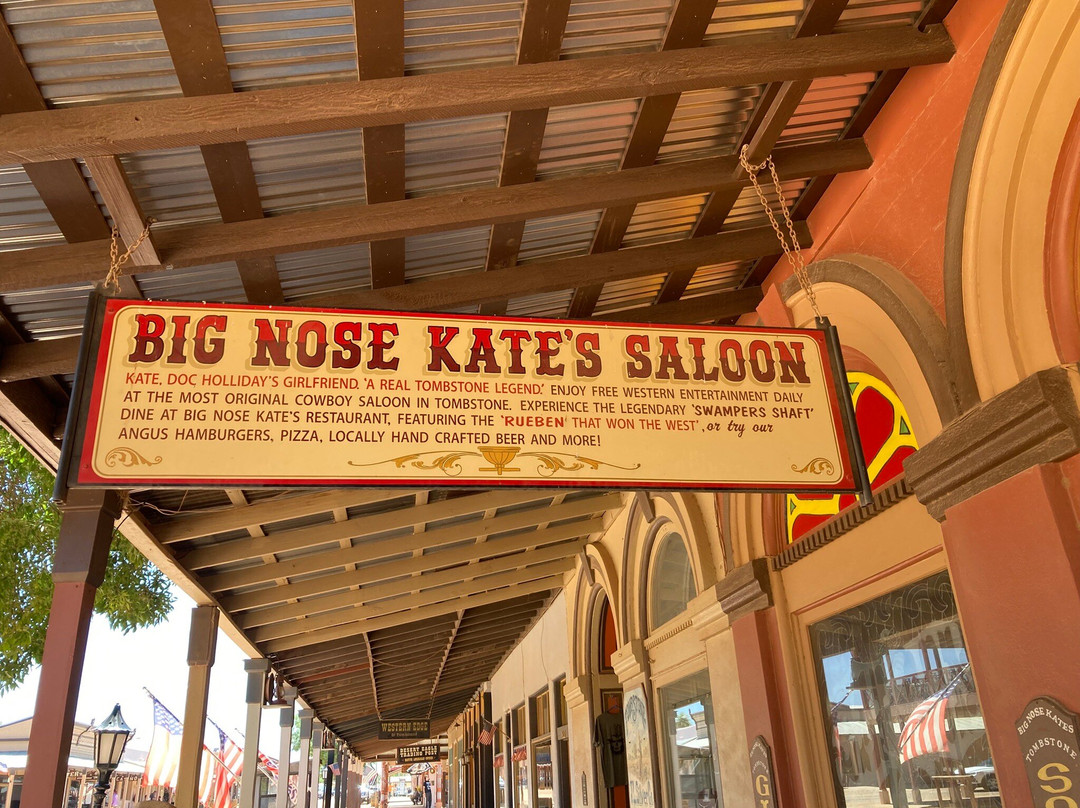 BIG NOSE KATE'S SALOON
KATE, DOC HOLLIDAY'S GIRLFRIEND. 'A REAL TOMBSTONE LEGEND.' ENJOY FREE WESTERN ENTERTAINMENT DAILY
AT THE MOST ORIGINAL COWBOY SALOON IN TOMBSTONE. EXPERIENCE THE LEGENDARY 'SWAMPERS SHAFT'
DINE AT BIG NOSE KATE'S RESTAURANT, FEATURING THE 'RUEBEN' THAT WON THE WEST', or try our
ANGUS HAMBURGERS, PIZZA, LOCALLY HAND CRAFTED BEER AND MORE!
WESTERN EDGE
DESERT EAGLE
TRADING POST
BIG NOSE KATE'S
TOMBSTONE
S
G